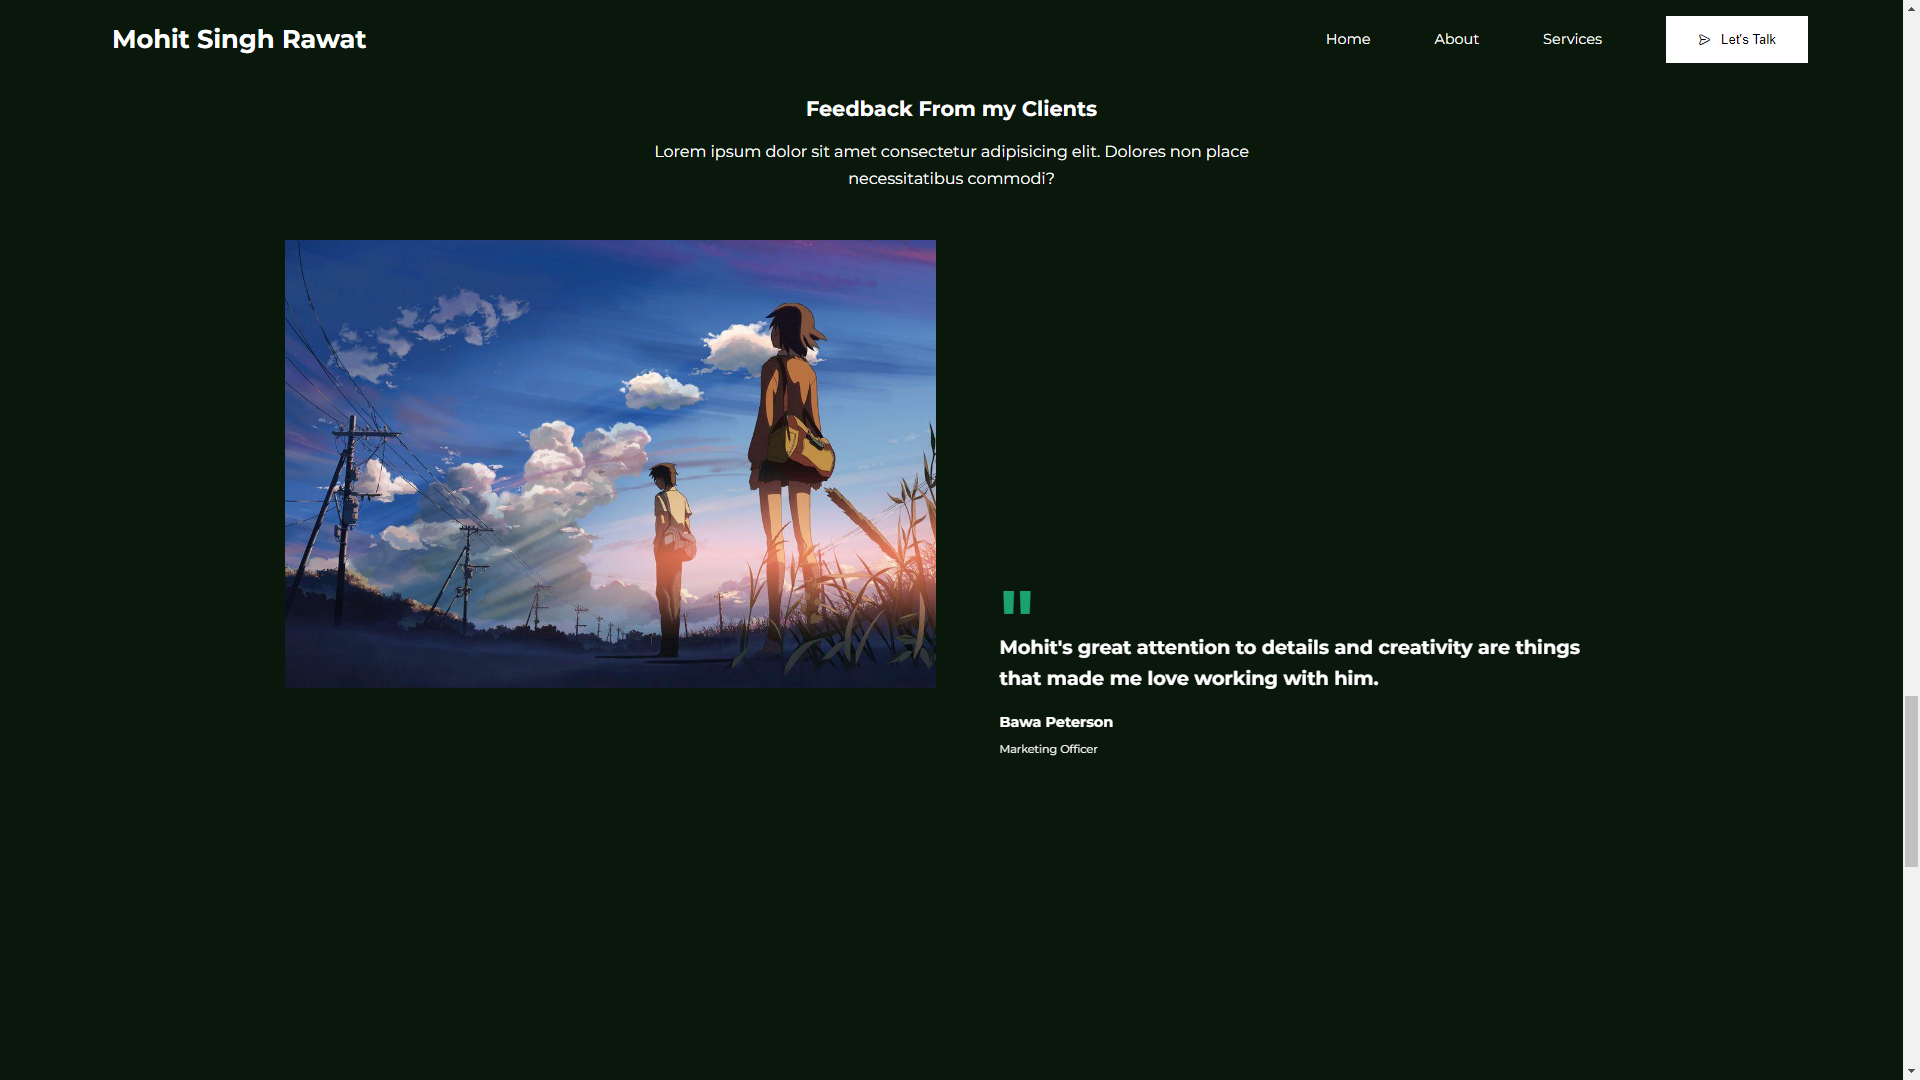 Mohit Singh Rawat
Home
About
Services
Let's Talk
Feedback From my Clients
Lorem ipsum dolor sit amet consectetur adipisicing elit. Dolores non place
necessitatibus commodi?
"
Mohit's great attention to details and creativity are things
that made me love working with him.
Bawa Peterson
Marketing Officer